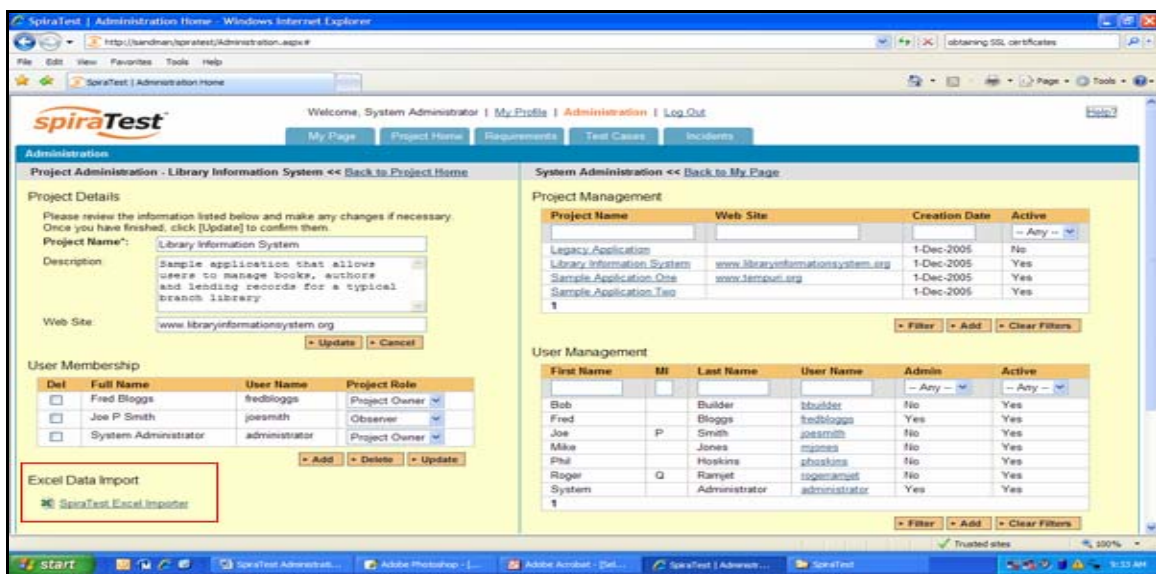 SpiraTest | Administration Home - Windows Internet Explorer
http://sandman/spiratest/Administration.aspx#
obtaining SSL certificates
File Edit View Favorites Tools Help
SpiraTest | Administration Home
Page Tools
spiraTest
Welcome, System Administrator | My Profile | Administration | Log Out
Help?
My Page Project Home Requirements Test Cases Incidents
Administration
Project Administration - Library Information System << Back to Project Home
Project Details
Please review the information listed below and make any changes if necessary.
Once you have finished, click [Update] to confirm them.
Project Name*: Library Information System
Description: Sample application that allows
users to manage books, authors
and lending records for a typical
branch library
Web Site: www.libraryinformationsystem.org
Update Cancel
User Membership
Del Full Name User Name Project Role
Fred Bloggs fredbloggs Project Owner
Joe P Smith joesmith Observer
System Administrator administrator Project Owner
Add Delete Update
Excel Data Import
SpiraTest Excel Importer
System Administration << Back to My Page
Project Management
Project Name Web Site Creation Date Active
-- Any --
Legacy Application 1-Dec-2005 No
Library Information System www.libraryinformationsystem.org 1-Dec-2005 Yes
Sample Application One www.tempuri.org 1-Dec-2005 Yes
Sample Application Two 1-Dec-2005 Yes
1
Filter Add Clear Filters
User Management
First Name MI Last Name User Name Admin Active
-- Any -- -- Any --
Bob Builder bbuilder No Yes
Fred Bloggs fredbloggs Yes Yes
Joe P Smith joesmith No Yes
Mike Jones mjones No Yes
Phil Hoskins phoskins No Yes
Roger Q Ramjet rogerramjet No Yes
System Administrator administrator Yes Yes
1
Filter Add Clear Filters
Trusted sites 100%
start SpiraTest Administrat... Adobe Photoshop - [... Adobe Acrobat - [... SpiraTest | Administr... SpiraTest 9:33 AM